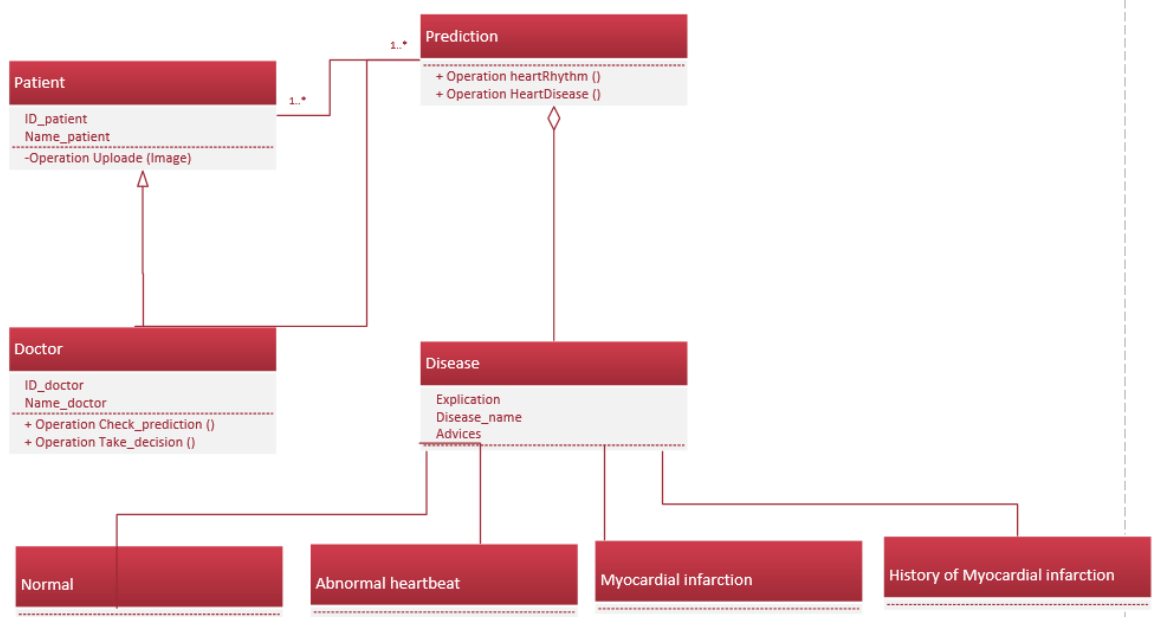 Prediction
+ Operation heartRhythm ()
+ Operation HeartDisease ()
1..*
Patient
ID_patient
Name_patient
-Operation Uploade (Image)
1..*
Doctor
ID_doctor
Name_doctor
+ Operation Check_prediction ()
+ Operation Take_decision ()
Disease
Explication
Disease_name
Advices
Normal
Abnormal heartbeat
Myocardial infarction
History of Myocardial infarction